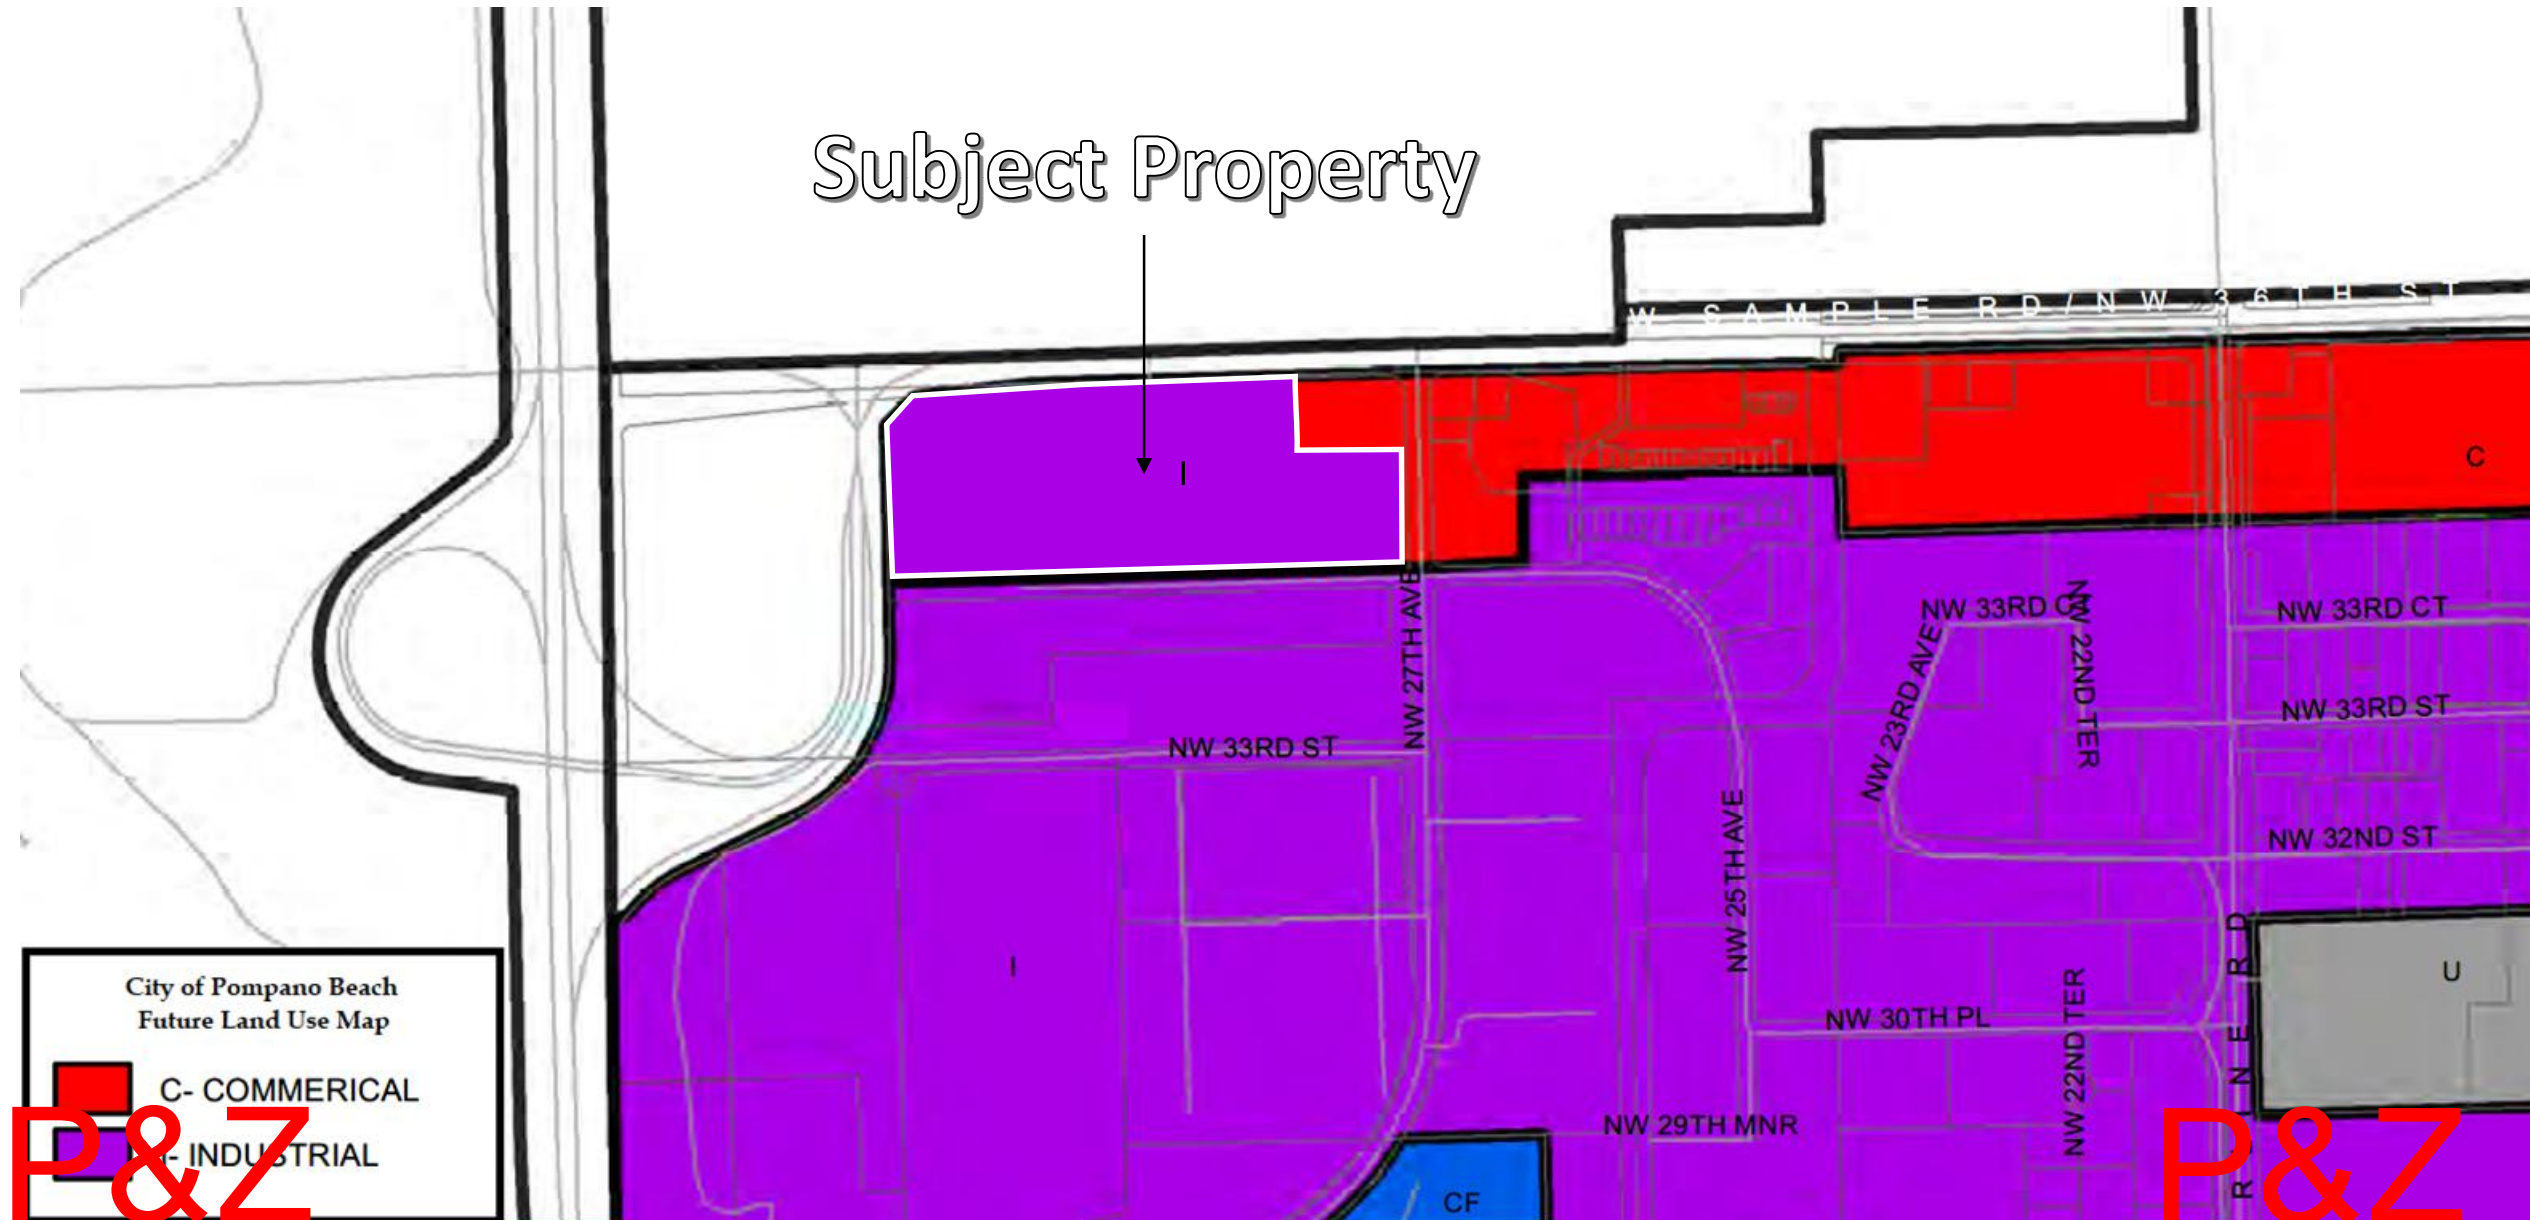 Subject Property
W SAMPLE RD/NW 36TH ST
I
C
NW 27TH AVE
NW 33RD CT
NW 22ND TER
NW 33RD CT
NW 23RD AVE
NW 33RD ST
NW 33RD ST
NW 25TH AVE
NW 32ND ST
I
U
NW 30TH PL
NW 22ND TER
NW 29TH MNR
CF
City of Pompano Beach
Future Land Use Map
C- COMMERICAL
I- INDUSTRIAL
P&Z
P&Z